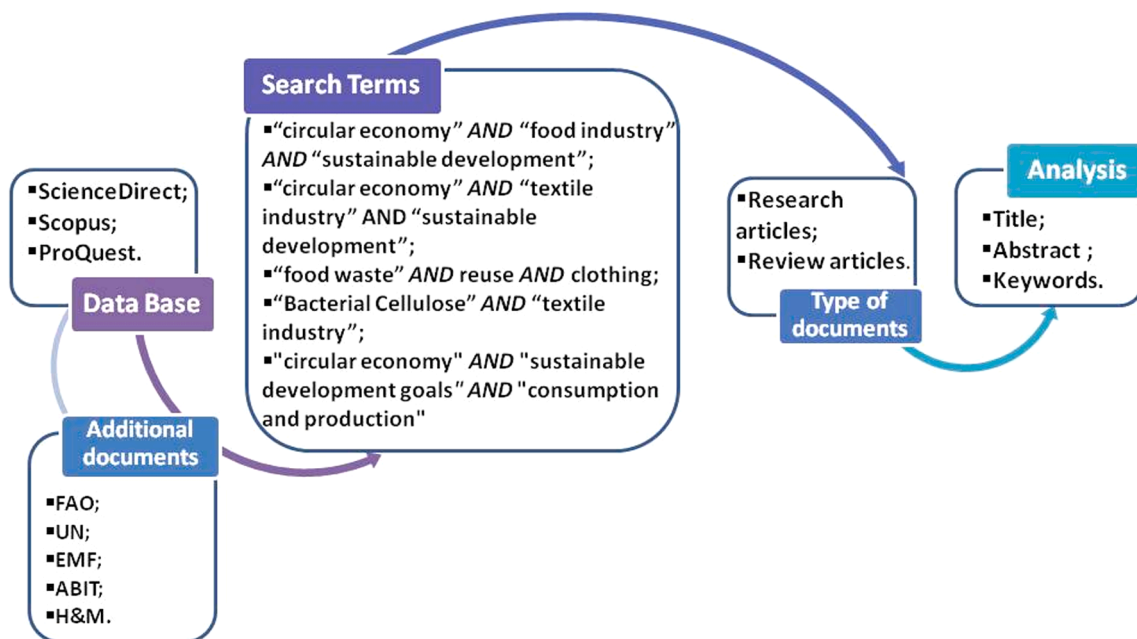 Search Terms
▪“circular economy” AND “food industry”
AND “sustainable development”;
▪“circular economy” AND “textile
industry” AND “sustainable
development”;
▪“food waste” AND reuse AND clothing;
▪“Bacterial Cellulose” AND “textile
industry”;
▪"circular economy" AND "sustainable
development goals” AND "consumption
and production"
▪ScienceDirect;
▪Scopus;
▪ProQuest.
Data Base
Additional
documents
▪FAO;
▪UN;
▪EMF;
▪ABIT;
▪H&M.
▪Research
articles;
▪Review articles.
Type of
documents
Analysis
▪Title;
▪Abstract ;
▪Keywords.